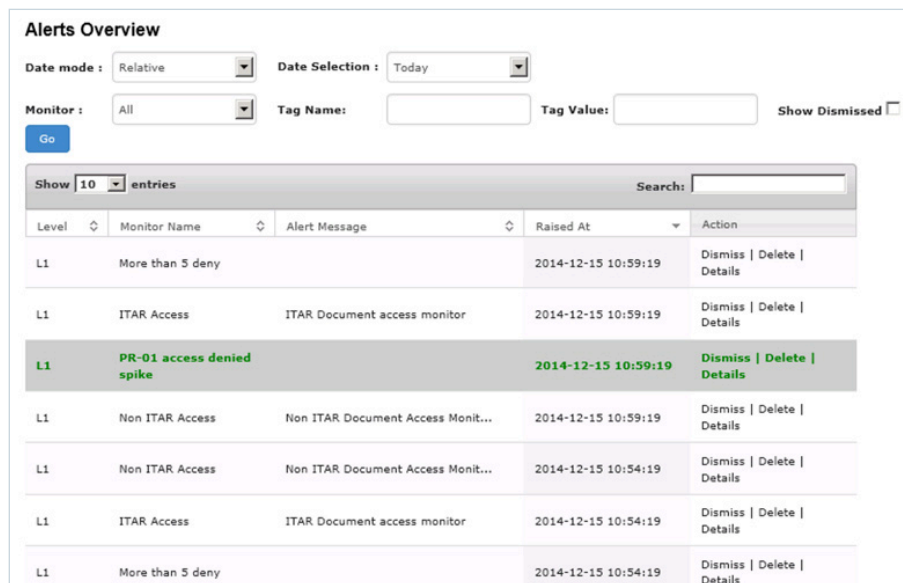 Alerts Overview
Date mode : Relative Date Selection : Today
Monitor : All Tag Name: Tag Value: Show Dismissed
Go
Show 10 entries Search:
Level Monitor Name Alert Message Raised At Action
L1 More than 5 deny 2014-12-15 10:59:19 Dismiss | Delete |
Details
L1 ITAR Access ITAR Document access monitor 2014-12-15 10:59:19 Dismiss | Delete |
Details
L1 PR-01 access denied 2014-12-15 10:59:19 Dismiss | Delete |
spike Details
L1 Non ITAR Access Non ITAR Document Access Monit... 2014-12-15 10:59:19 Dismiss | Delete |
Details
L1 Non ITAR Access Non ITAR Document Access Monit... 2014-12-15 10:54:19 Dismiss | Delete |
Details
L1 ITAR Access ITAR Document access monitor 2014-12-15 10:54:19 Dismiss | Delete |
Details
L1 More than 5 deny 2014-12-15 10:54:19 Dismiss | Delete |
Details